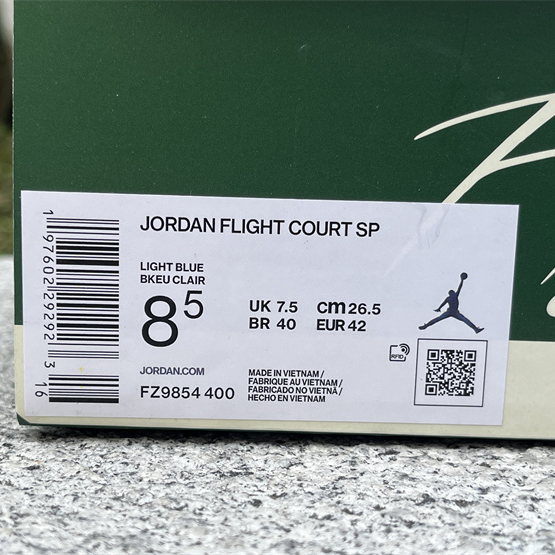 JORDAN FLIGHT COURT SP
LIGHT BLUE
BKEU CLAIR
8 5
UK 7.5 cm 26.5
BR 40 EUR 42
RFID
JORDAN.COM
FZ9854 400
MADE IN VIETNAM /
FABRIQUE AU VIETNAM /
FABRICADO NO VIETNÃ /
HECHO EN VIETNAM
1 97602 29292 3 16